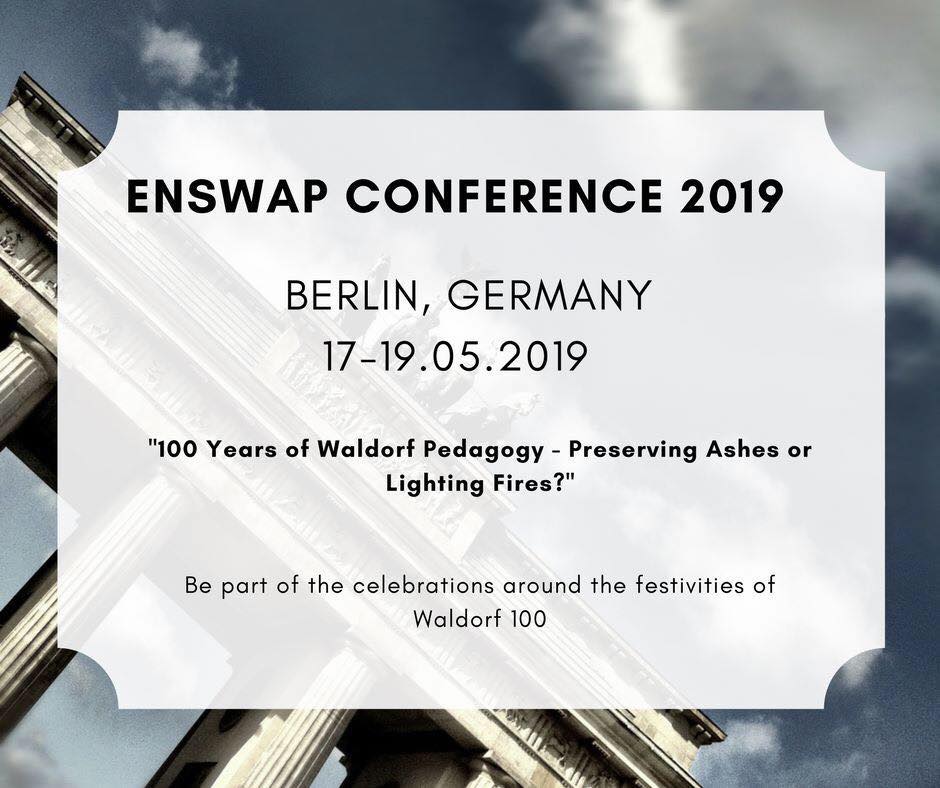 ENSWAP CONFERENCE 2019
BERLIN, GERMANY
17-19.05.2019
"100 Years of Waldorf Pedagogy - Preserving Ashes or
Lighting Fires?"
Be part of the celebrations around the festivities of
Waldorf 100